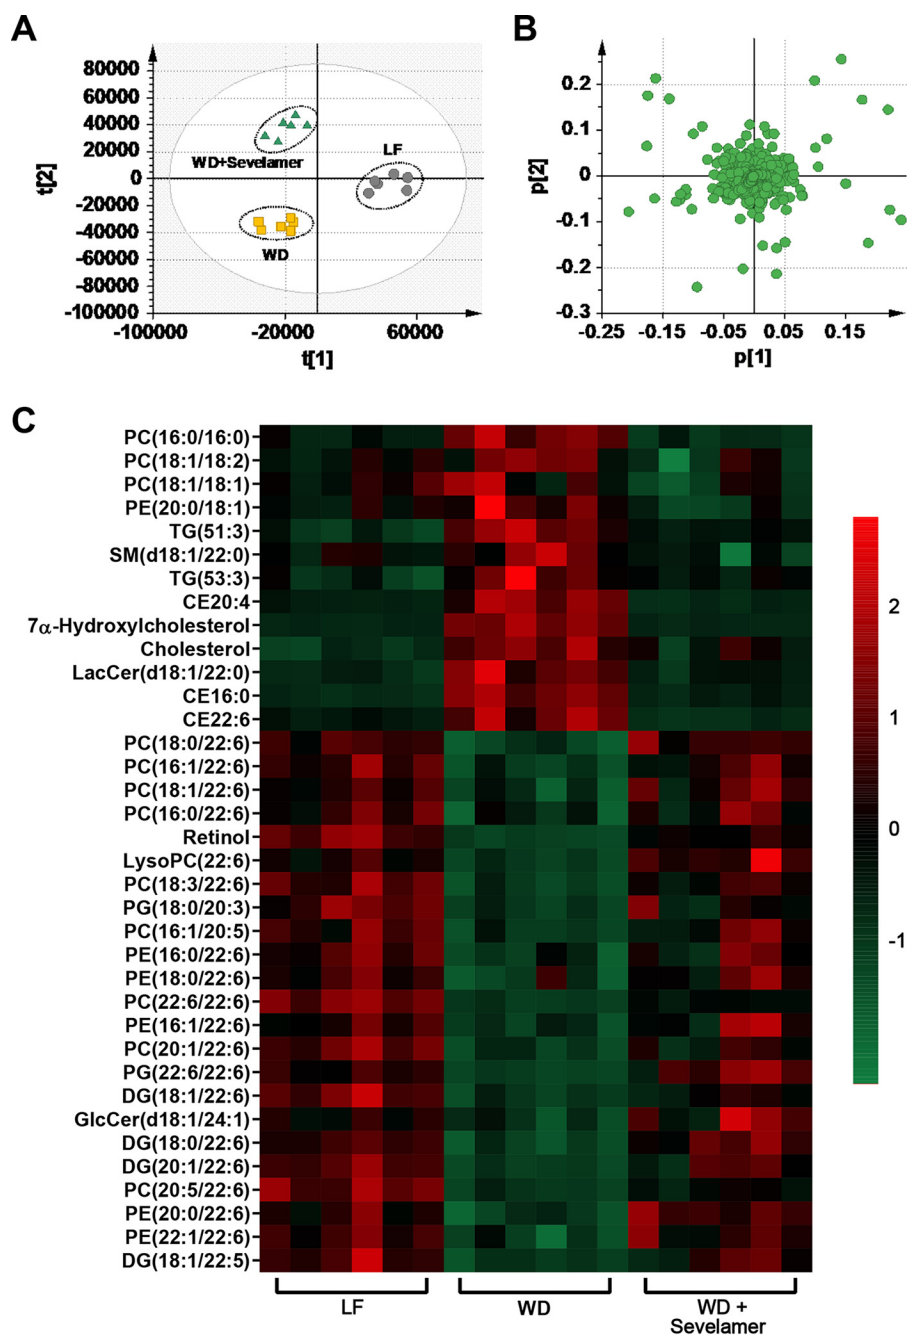 A
80000
60000
40000
20000
0
-20000
-40000
-60000
-80000
-100000
t[2]
WD+Sevelamer
LF
WD
-100000 -20000 60000
t[1]
B
0.2
0.1
0
-0.1
-0.2
-0.3
p[2]
-0.25 -0.15 -0.05 0.05 0.15
p[1]
C
PC(16:0/16:0)
PC(18:1/18:2)
PC(18:1/18:1)
PE(20:0/18:1)
TG(51:3)
SM(d18:1/22:0)
TG(53:3)
CE20:4
7α-Hydroxylcholesterol
Cholesterol
LacCer(d18:1/22:0)
CE16:0
CE22:6
PC(18:0/22:6)
PC(16:1/22:6)
PC(18:1/22:6)
PC(16:0/22:6)
Retinol
LysoPC(22:6)
PC(18:3/22:6)
PG(18:0/20:3)
PC(16:1/20:5)
PE(16:0/22:6)
PE(18:0/22:6)
PC(22:6/22:6)
PE(16:1/22:6)
PC(20:1/22:6)
PG(22:6/22:6)
DG(18:1/22:6)
GlcCer(d18:1/24:1)
DG(18:0/22:6)
DG(20:1/22:6)
PC(20:5/22:6)
PE(20:0/22:6)
PE(22:1/22:6)
DG(18:1/22:5)
2
1
0
-1
LF
WD
WD +
Sevelamer